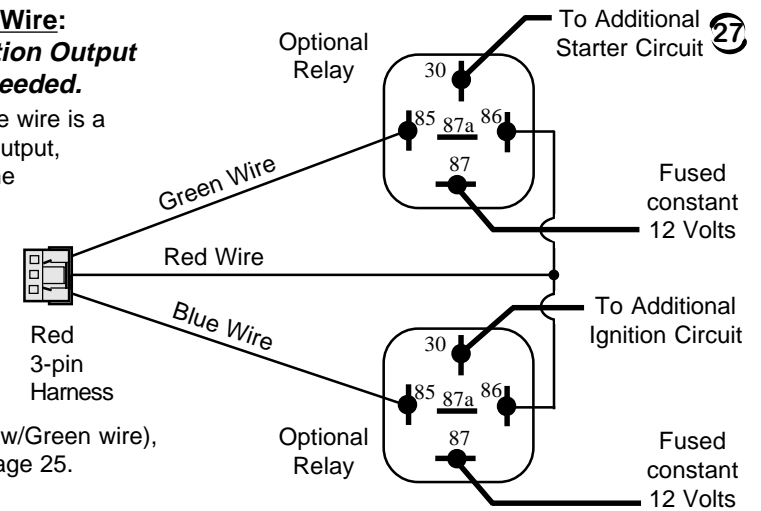 Wire:
tion Output
eeded.
e wire is a
utput,
ne
Red
3-pin
Harness
w/Green wire),
age 25.
Green Wire
Red Wire
Blue Wire
Optional
Relay
30
85
87a
86
87
To Additional
Starter Circuit
27
Fused
constant
12 Volts
Optional
Relay
30
85
87a
86
87
To Additional
Ignition Circuit
Fused
constant
12 Volts